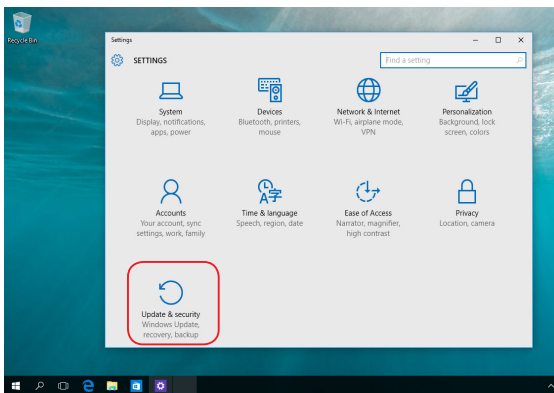 Recycle Bin
Settings
SETTINGS
Find a setting
System
Display, notifications,
apps, power
Devices
Bluetooth, printers,
mouse
Network & Internet
Wi-Fi, airplane mode,
VPN
Personalization
Background, lock
screen, colors
Accounts
Your account, sync
settings, work, family
Time & language
Speech, region, date
Ease of Access
Narrator, magnifier,
high contrast
Privacy
Location, camera
Update & security
Windows Update,
recovery, backup